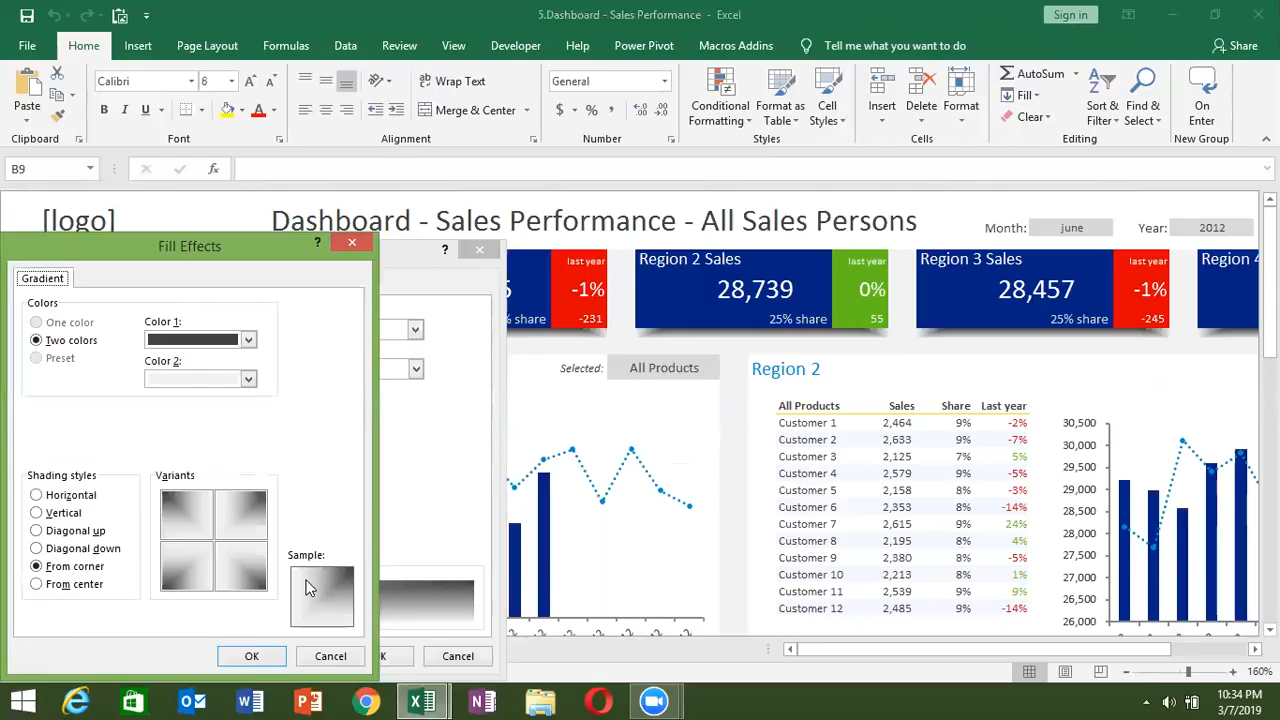 5.Dashboard - Sales Performance - Excel
Sign in
File Home Insert Page Layout Formulas Data Review View Developer Help Power Pivot Macros Addins Tell me what you want to do Share
Paste
Calibri 6
B I U A
Wrap Text
Merge & Center
General
$ % ,
Conditional Formatting
Format as Table
Cell Styles
Insert
Delete
Format
AutoSum
Fill
Clear
Sort & Filter
Find & Select
On Enter
Clipboard Font Alignment Number Styles Cells Editing New Group
B9 fx
[logo] Dashboard - Sales Performance - All Sales Persons Month: june Year: 2012
last year
-1%
% share -231
Region 2 Sales last year
28,739 0%
25% share 55
Region 3 Sales last year
28,457 -1%
25% share -245
Region 4
Fill Effects ?
?
Gradient
Colors
One color
Two colors
Preset
Color 1:
Color 2:
Shading styles
Horizontal
Vertical
Diagonal up
Diagonal down
From corner
From center
Variants
Sample:
OK Cancel
K Cancel
Selected: All Products
Region 2
All Products Sales Share Last year
Customer 1 2,464 9% -2%
Customer 2 2,633 9% -7%
Customer 3 2,125 7% 5%
Customer 4 2,579 9% -5%
Customer 5 2,158 8% -3%
Customer 6 2,353 8% -14%
Customer 7 2,615 9% 24%
Customer 8 2,195 8% 4%
Customer 9 2,380 8% -5%
Customer 10 2,213 8% 1%
Customer 11 2,539 9% 9%
Customer 12 2,485 9% -14%
30,500
30,000
29,500
29,000
28,500
28,000
27,500
27,000
26,500
26,000
160%
10:34 PM
3/7/2019